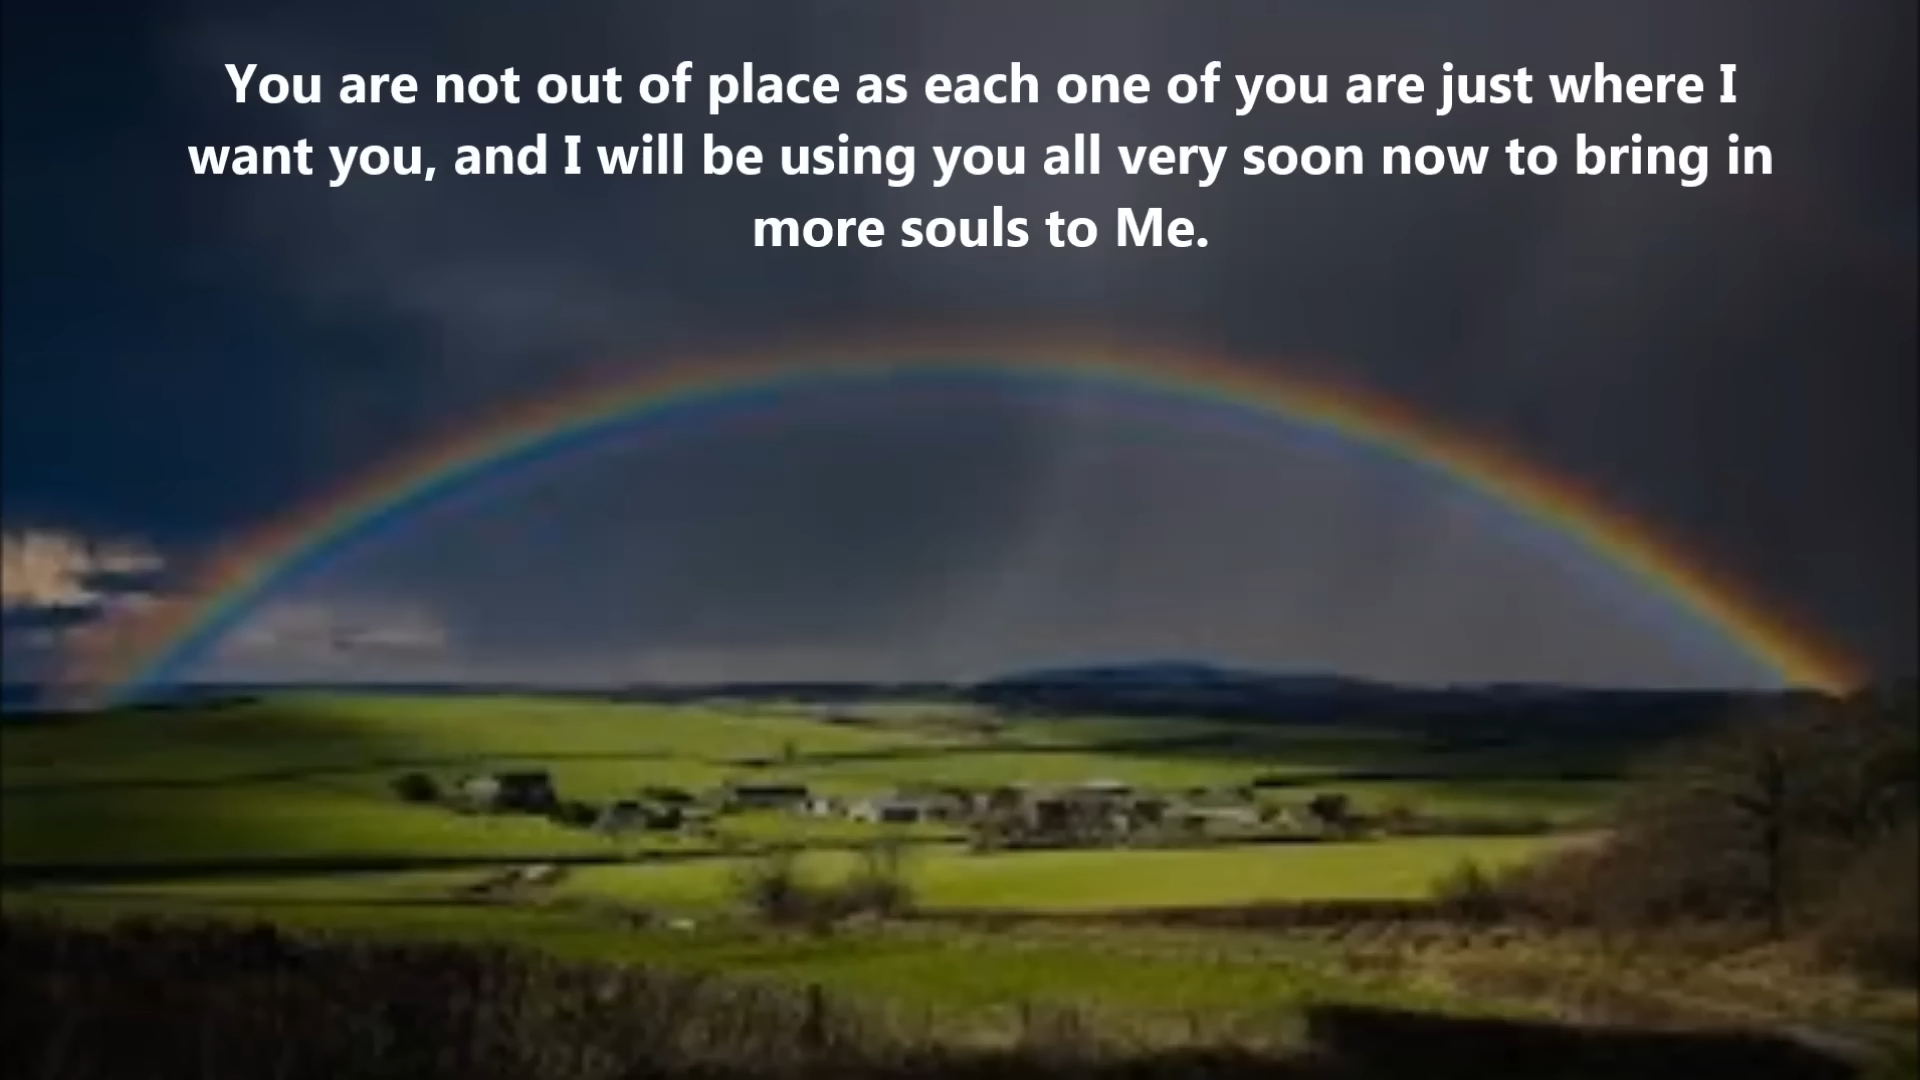 You are not out of place as each one of you are just where I
want you, and I will be using you all very soon now to bring in
more souls to Me.